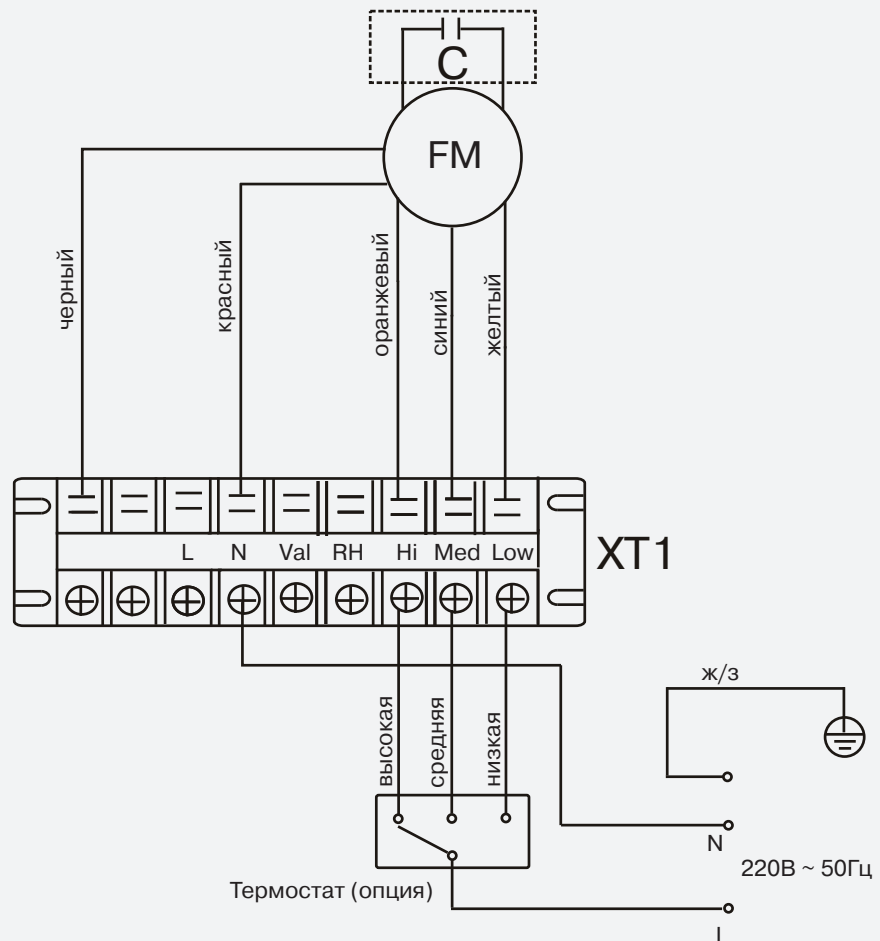 C
FM
черный
красный
оранжевый
синий
желтый
L N Val RH Hi Med Low
XT1
высокая
средняя
низкая
ж/з
N
220В ~ 50Гц
Термостат (опция)
L